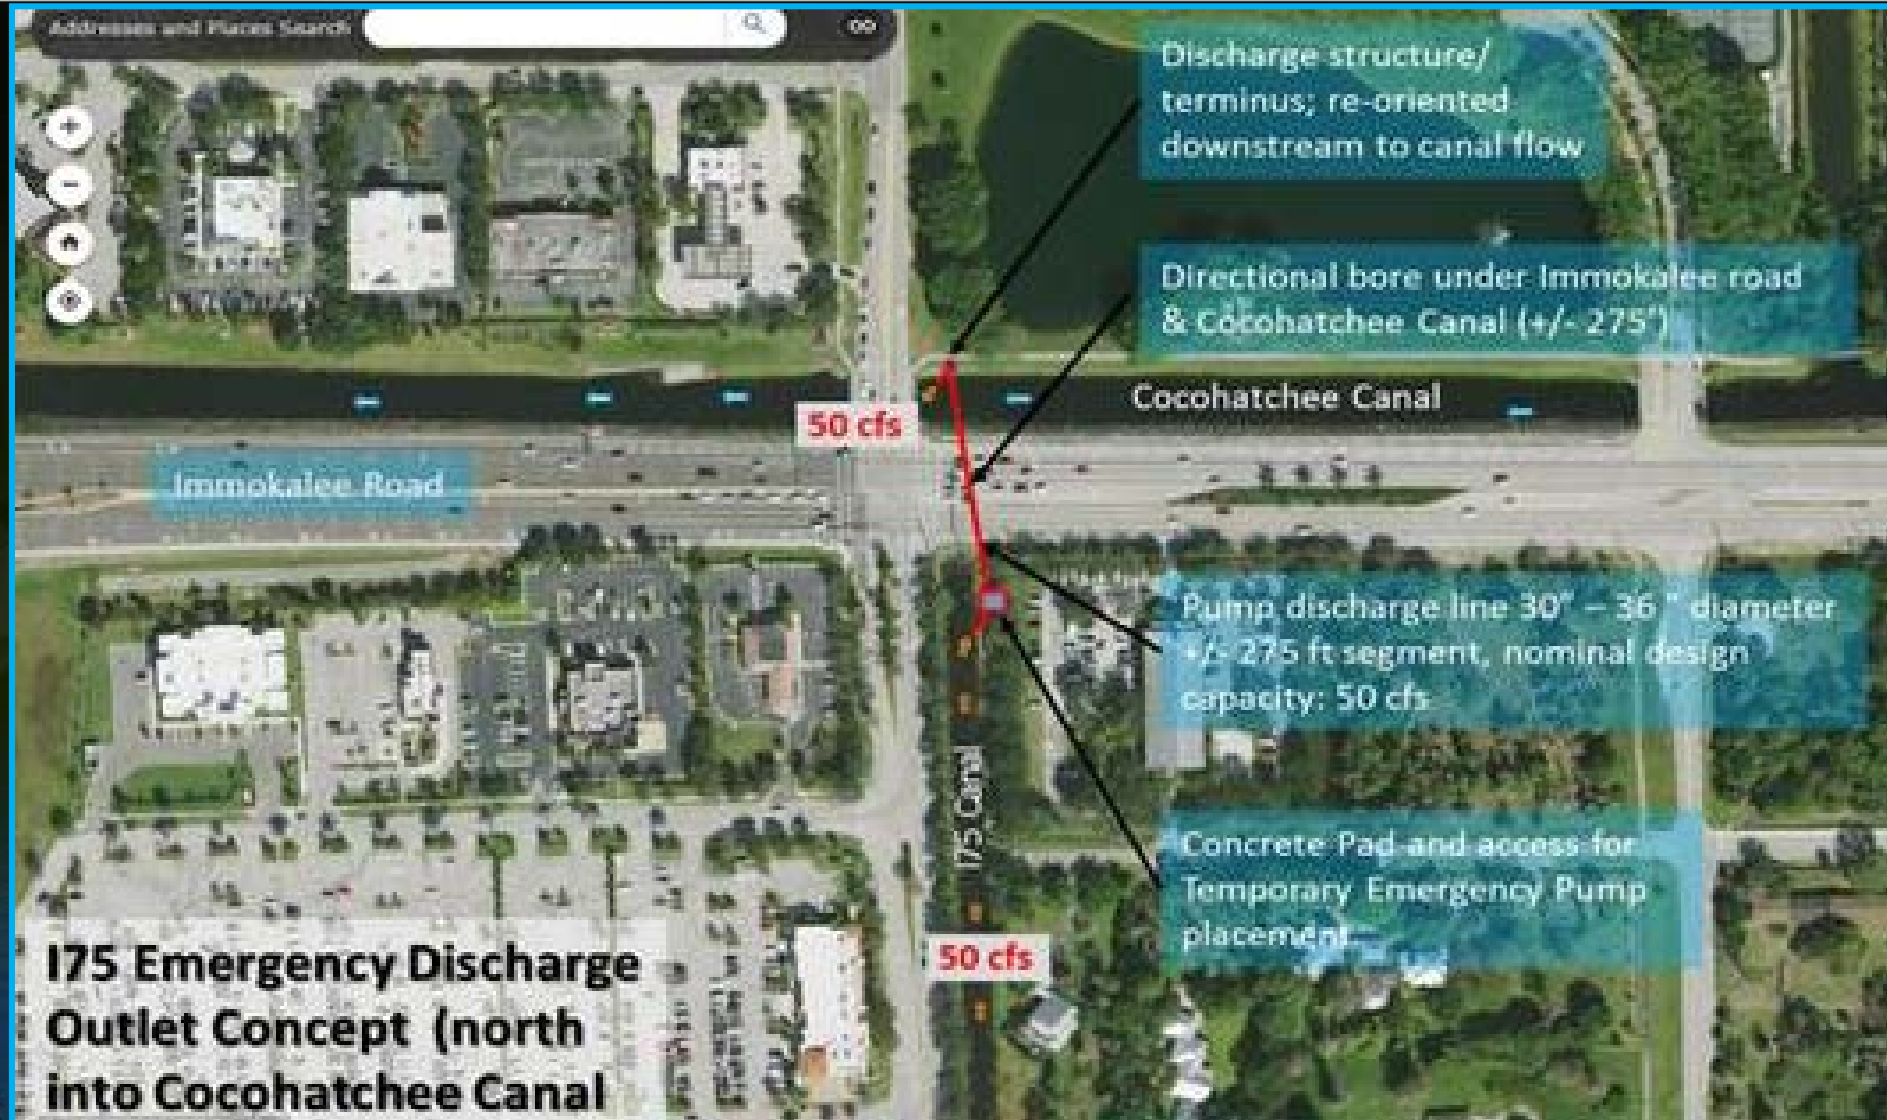 Addresses and Places Search
Discharge structure/
terminus; re-oriented
downstream to canal flow
Directional bore under Immokalee road
& Cocohatchee Canal (+/- 275')
Cocohatchee Canal
50 cfs
Immokalee Road
Pump discharge line 30" – 36 " diameter
+/- 275 ft segment, nominal design
capacity: 50 cfs
I75 Canal
Concrete Pad and access for
Temporary Emergency Pump
placement
50 cfs
I75 Emergency Discharge
Outlet Concept (north
into Cocohatchee Canal